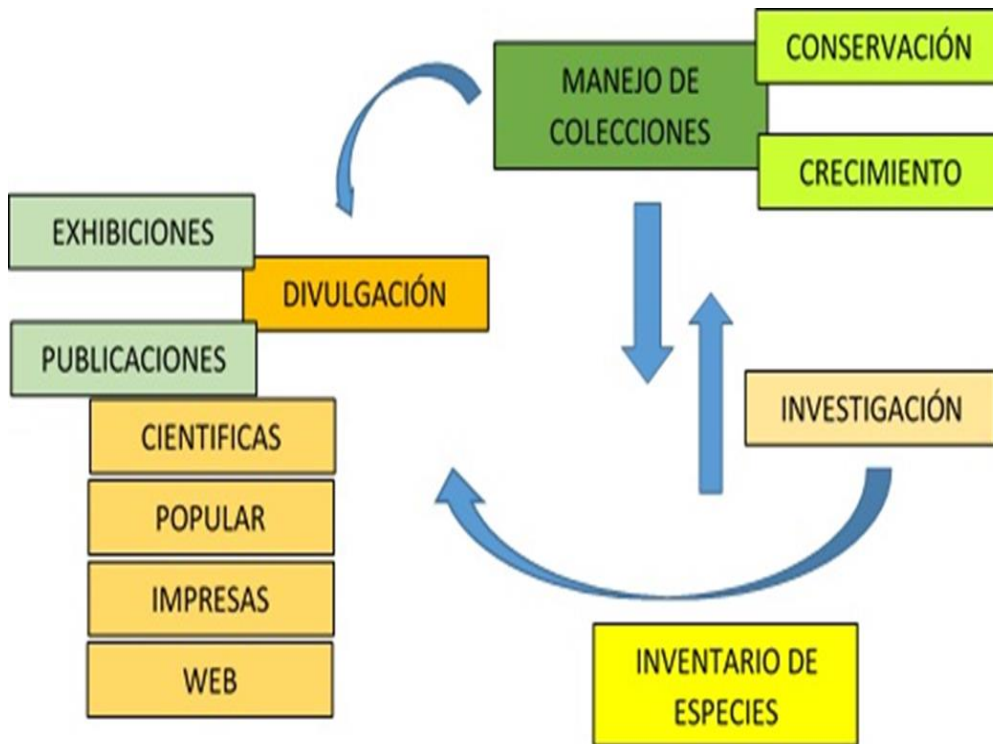 MANEJO DE
COLECCIONES
CONSERVACIÓN
CRECIMIENTO
EXHIBICIONES
DIVULGACIÓN
PUBLICACIONES
CIENTIFICAS
POPULAR
IMPRESAS
WEB
INVESTIGACIÓN
INVENTARIO DE
ESPECIES